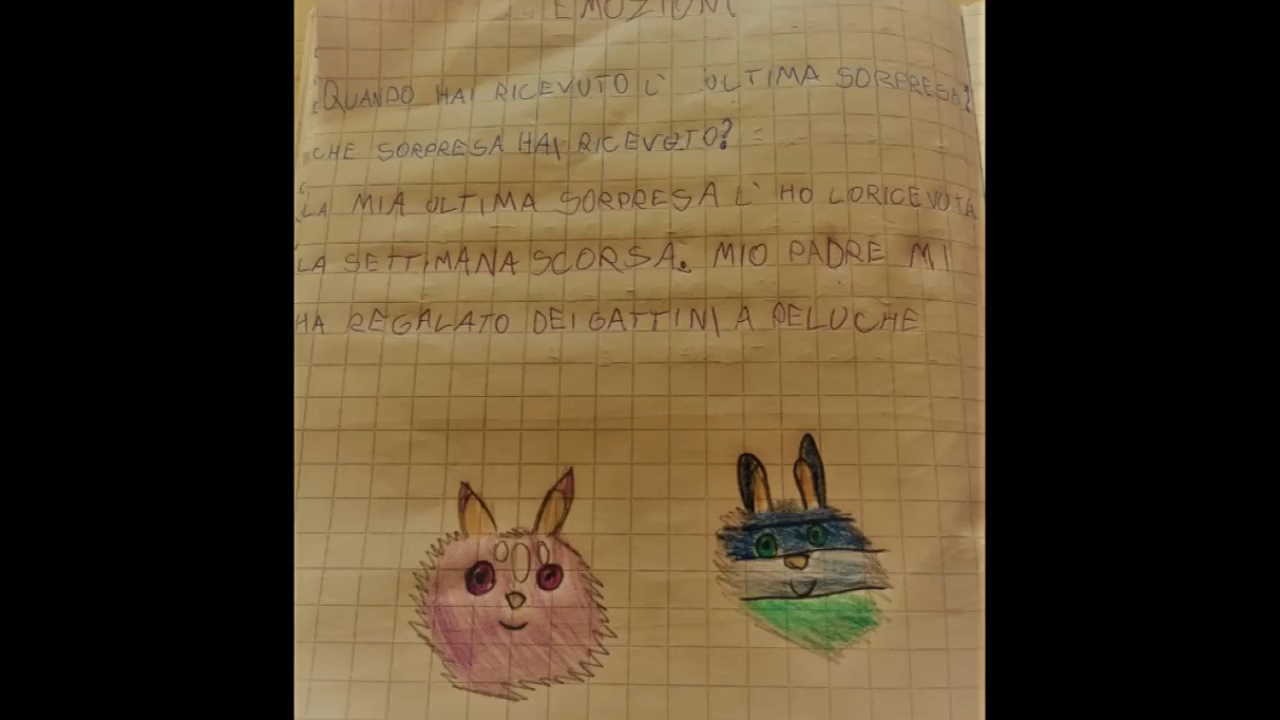 EMOZIONI
QUANDO HAI RICEVUTO L' ULTIMA SORPRESA?
CHE SORPRESA HAI RICEVUTO?
LA MIA ULTIMA SORPRESA L' HO LORICEVUTA
LA SETTIMANA SCORSA. MIO PADRE MI
HA REGALATO DEI GATTINI A PELUCHE